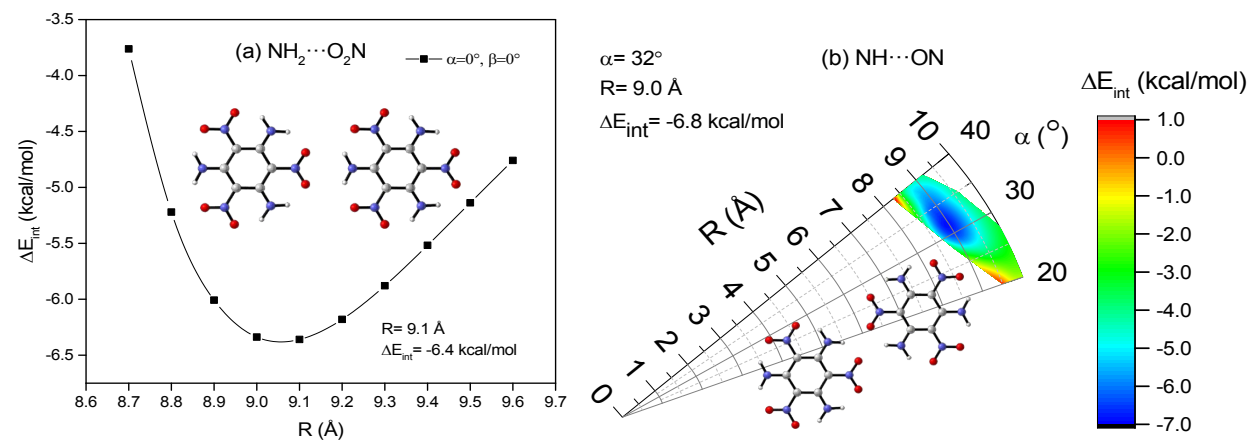 -3.5
-4.0
-4.5
-5.0
-5.5
-6.0
-6.5
ΔE_int (kcal/mol)
(a) NH₂···O₂N
α=0°, β=0°
R= 9.1 Å
ΔE_int= -6.4 kcal/mol
8.6 8.7 8.8 8.9 9.0 9.1 9.2 9.3 9.4 9.5 9.6 9.7
R (Å)
α= 32°
R= 9.0 Å
ΔE_int= -6.8 kcal/mol
(b) NH···ON
R (Å)
0 1 2 3 4 5 6 7 8 9 10
40
30
20
α (°)
ΔE_int (kcal/mol)
1.0
0.0
-1.0
-2.0
-3.0
-4.0
-5.0
-6.0
-7.0